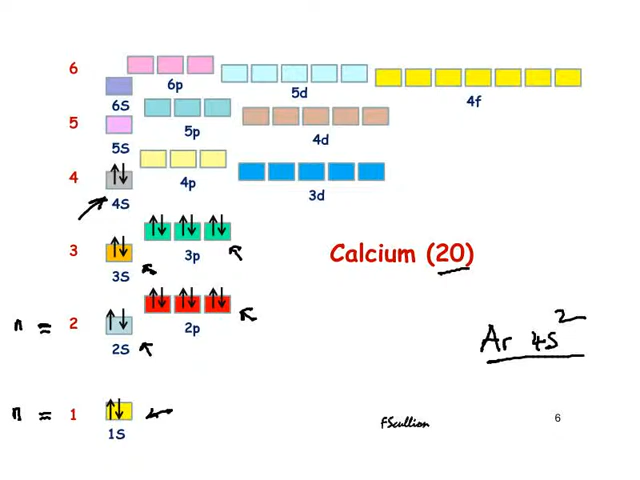 6
6p
5d
4f
6S
5
5p
4d
5S
4
4p
3d
4S
3
3p
Calcium (20)
3S
n = 2
2p
Ar 4s²
2S
n = 1
1S
FScullion
6